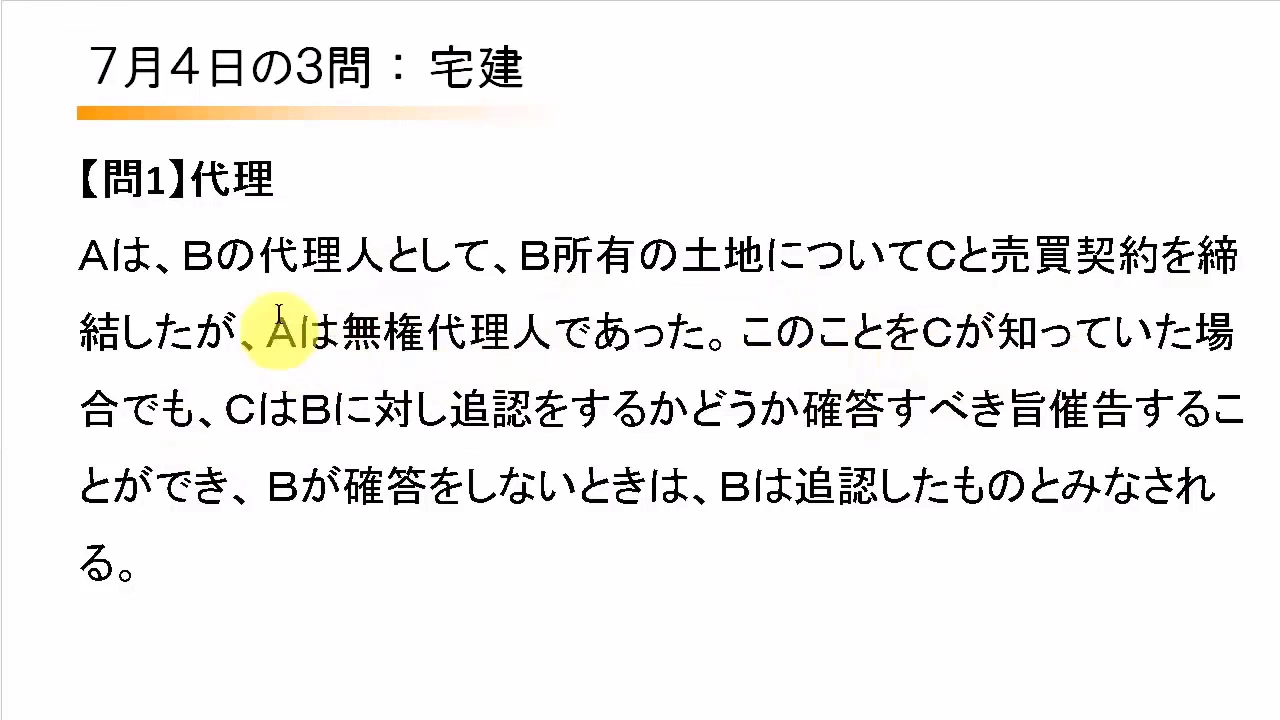 7月4日の3問：宅建
【問1】代理
Aは、Bの代理人として、B所有の土地についてCと売買契約を締
結したが、Aは無権代理人であった。このことをCが知っていた場
合でも、CはBに対し追認をするかどうか確答すべき旨催告するこ
とができ、Bが確答をしないときは、Bは追認したものとみなされ
る。